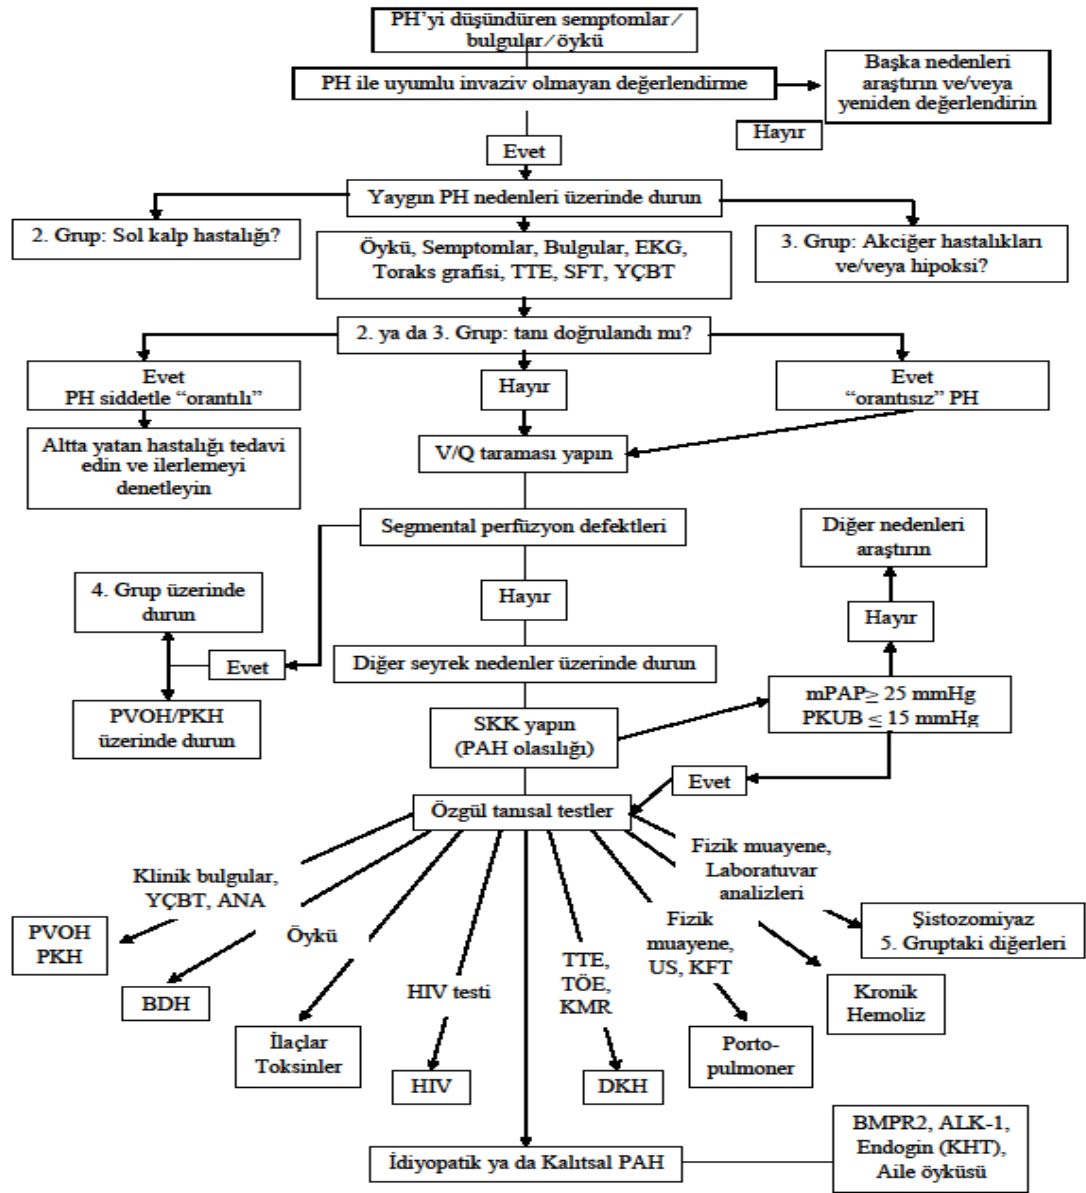 PH’yi düşündüren semptomlar/
bulgular/öykü
PH ile uyumlu invaziv olmayan değerlendirme
Başka nedenleri
araştırın ve/veya
yeniden değerlendirin
Hayır
Evet
Yaygın PH nedenleri üzerinde durun
2. Grup: Sol kalp hastalığı?
Öykü, Semptomlar, Bulgular, EKG,
Toraks grafisi, TTE, SFT, YÇBT
3. Grup: Akciğer hastalıkları
ve/veya hipoksi?
2. ya da 3. Grup: tanı doğrulandı mı?
Evet
PH siddetle “orantılı”
Hayır
Evet
“orantısız” PH
Altta yatan hastalığı tedavi
edin ve ilerlemeyi
denetleyin
V/Q taraması yapın
Segmental perfüzyon defektleri
Diğer nedenleri
araştırın
4. Grup üzerinde
durun
Hayır
Hayır
Evet
Diğer seyrek nedenler üzerinde durun
PVOH/PKH
üzerinde durun
SKK yapın
(PAH olasılığı)
mPAP≥ 25 mmHg
PKUB ≤ 15 mmHg
Evet
Özgül tanısal testler
Klinik bulgular,
YÇBT, ANA
Öykü
HIV testi
TTE,
TÖE,
KMR
Fizik
muayene,
US, KFT
Fizik muayene,
Laboratuvar
analizleri
PVOH
PKH
BDH
İlaçlar
Toksinler
HIV
DKH
Porto-
pulmoner
Kronik
Hemoliz
Şistozomiyaz
5. Gruptaki diğerleri
İdiyopatik ya da Kalıtsal PAH
BMPR2, ALK-1,
Endogin (KHT),
Aile öyküsü